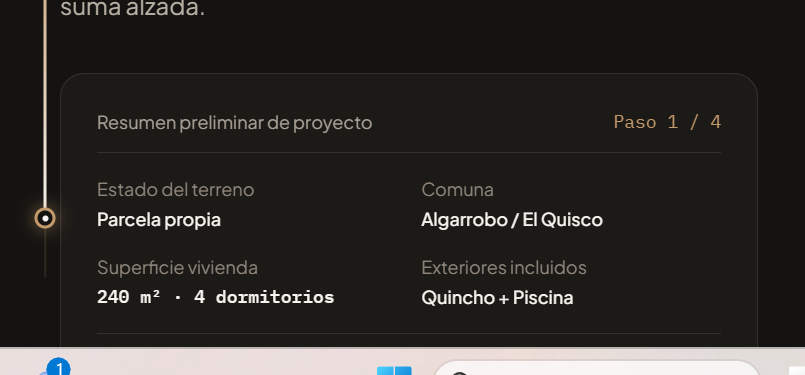 suma alzada.
Resumen preliminar de proyecto
Paso 1 / 4
Estado del terreno
Comuna
Parcela propia
Algarrobo / El Quisco
Superficie vivienda
Exteriores incluidos
240 m² · 4 dormitorios
Quincho + Piscina
1